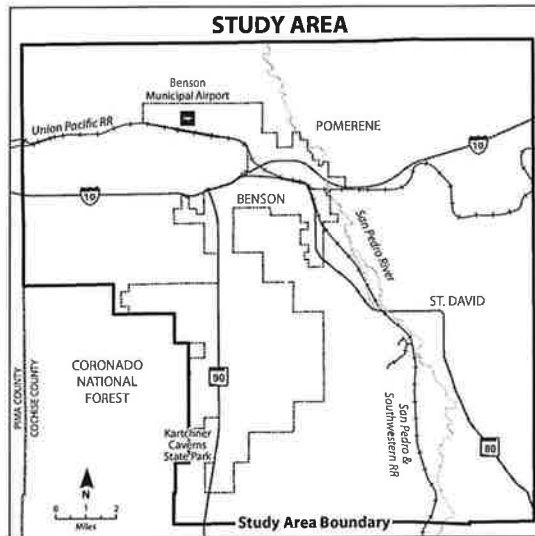 STUDY AREA
Benson
Municipal Airport
Union Pacific RR
POMERENE
10
10
BENSON
San Pedro River
ST. DAVID
CORONADO
NATIONAL
FOREST
PIMA COUNTY
COCHISE COUNTY
90
Kartchner
Caverns
State Park
San Pedro &
Southwestern RR
80
N
0 1 2
Miles
Study Area Boundary